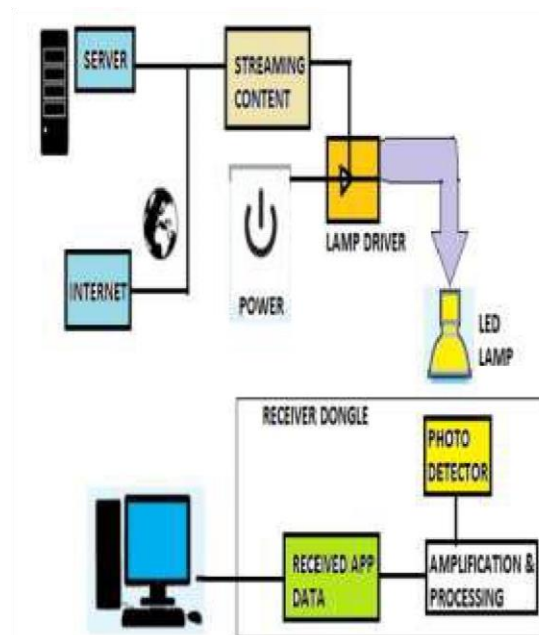 SERVER
STREAMING
CONTENT
LAMP DRIVER
INTERNET
POWER
LED
LAMP
RECEIVER DONGLE
PHOTO
DETECTOR
RECEIVED APP
DATA
AMPLIFICATION &
PROCESSING